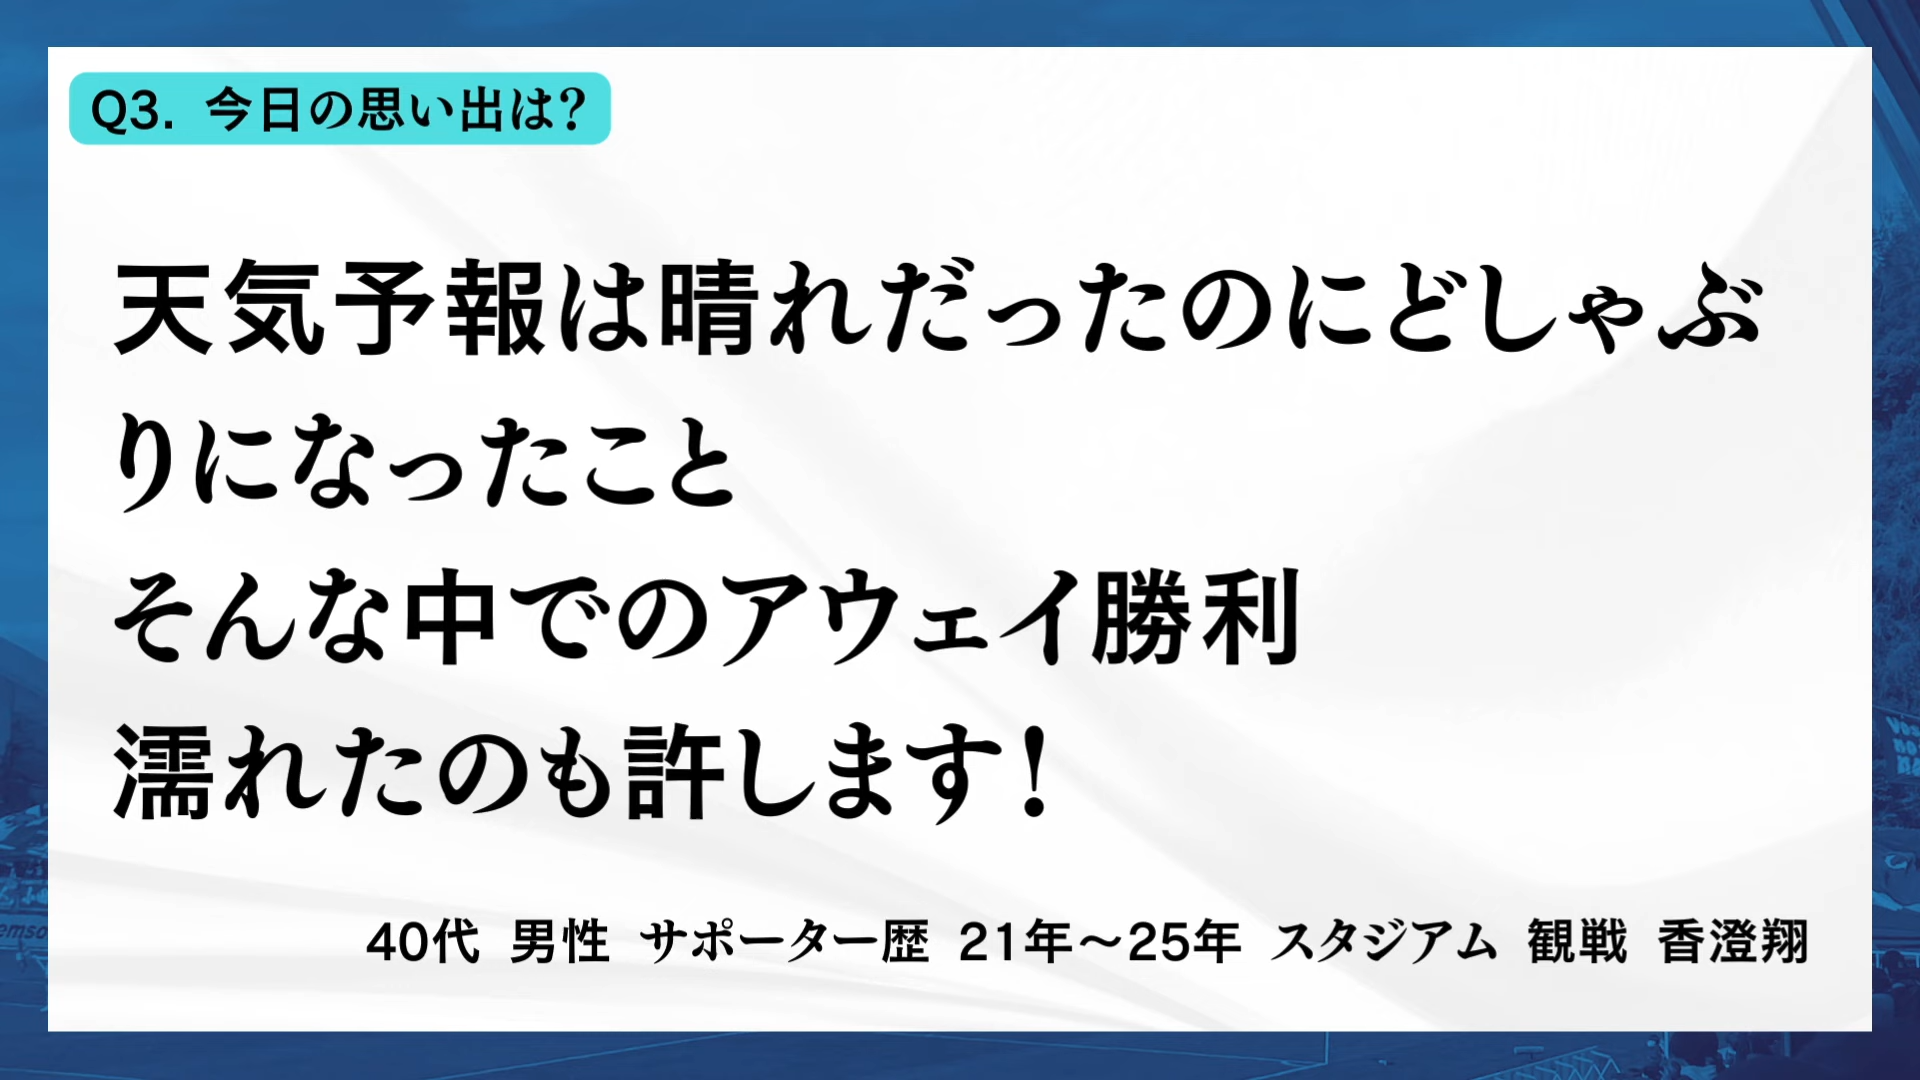 Q3. 今日の思い出は？
天気予報は晴れだったのにどしゃぶ
りになったこと
そんな中でのアウェイ勝利
濡れたのも許します！
40代 男性 サポーター歴 21年～25年 スタジアム 観戦 香澄翔